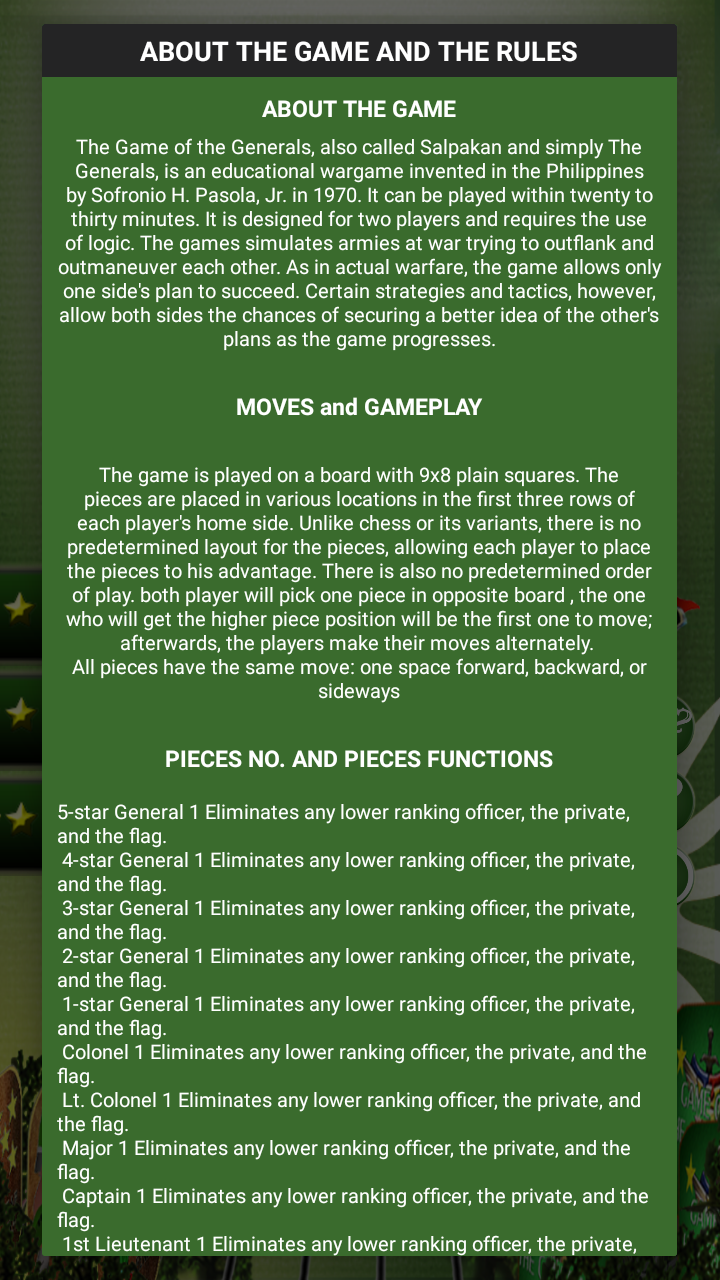 ABOUT THE GAME AND THE RULES
ABOUT THE GAME
The Game of the Generals, also called Salpakan and simply The
Generals, is an educational wargame invented in the Philippines
by Sofronio H. Pasola, Jr. in 1970. It can be played within twenty to
thirty minutes. It is designed for two players and requires the use
of logic. The games simulates armies at war trying to outflank and
outmaneuver each other. As in actual warfare, the game allows only
one side's plan to succeed. Certain strategies and tactics, however,
allow both sides the chances of securing a better idea of the other's
plans as the game progresses.
MOVES and GAMEPLAY
The game is played on a board with 9x8 plain squares. The
pieces are placed in various locations in the first three rows of
each player's home side. Unlike chess or its variants, there is no
predetermined layout for the pieces, allowing each player to place
the pieces to his advantage. There is also no predetermined order
of play. both player will pick one piece in opposite board , the one
who will get the higher piece position will be the first one to move;
afterwards, the players make their moves alternately.
All pieces have the same move: one space forward, backward, or
sideways
PIECES NO. AND PIECES FUNCTIONS
5-star General 1 Eliminates any lower ranking officer, the private,
and the flag.
4-star General 1 Eliminates any lower ranking officer, the private,
and the flag.
3-star General 1 Eliminates any lower ranking officer, the private,
and the flag.
2-star General 1 Eliminates any lower ranking officer, the private,
and the flag.
1-star General 1 Eliminates any lower ranking officer, the private,
and the flag.
Colonel 1 Eliminates any lower ranking officer, the private, and the
flag.
Lt. Colonel 1 Eliminates any lower ranking officer, the private, and
the flag.
Major 1 Eliminates any lower ranking officer, the private, and the
flag.
Captain 1 Eliminates any lower ranking officer, the private, and the
flag.
1st Lieutenant 1 Eliminates any lower ranking officer, the private,